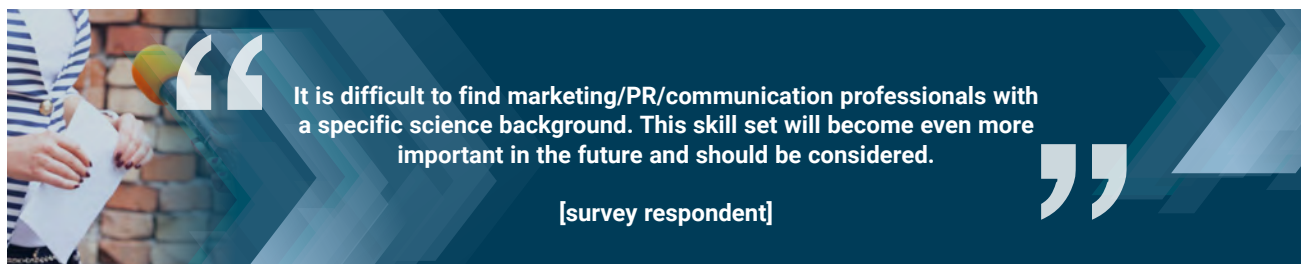 “
It is difficult to find marketing/PR/communication professionals with
a specific science background. This skill set will become even more
important in the future and should be considered.
”
[survey respondent]